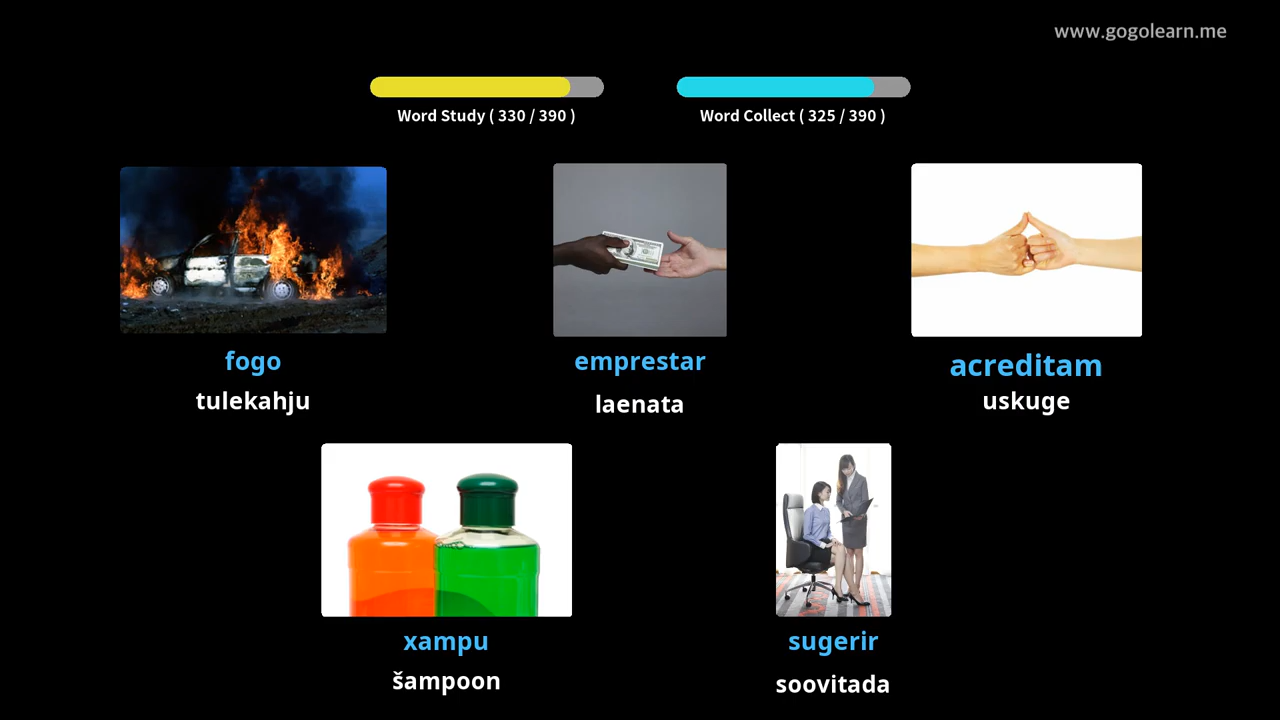 www.gogolearn.me
Word Study ( 330 / 390 )
Word Collect ( 325 / 390 )
fogo
tulekahju
emprestar
laenata
acreditam
uskuge
xampu
šampoon
sugerir
soovitada